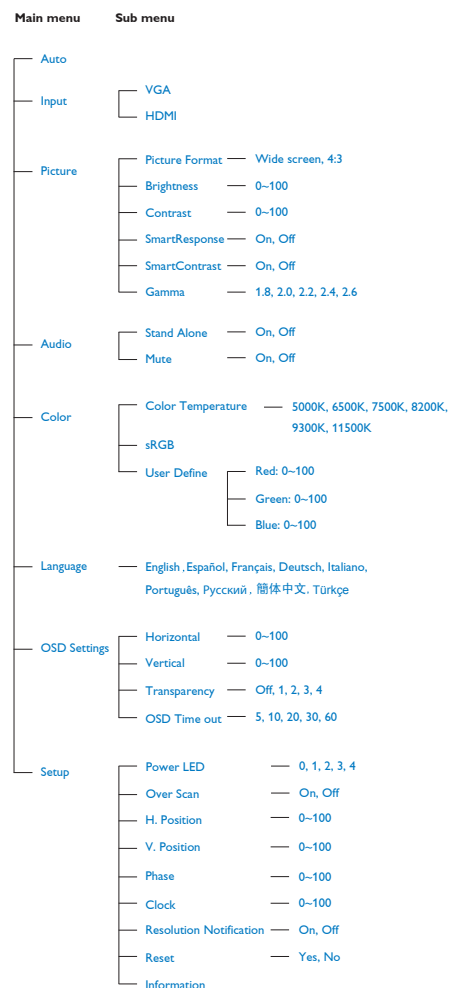 Main menu Sub menu
Auto
Input
VGA
HDMI
Picture
Picture Format Wide screen, 4:3
Brightness 0~100
Contrast 0~100
SmartResponse On, Off
SmartContrast On, Off
Gamma 1.8, 2.0, 2.2, 2.4, 2.6
Audio
Stand Alone On, Off
Mute On, Off
Color
Color Temperature 5000K, 6500K, 7500K, 8200K,
9300K, 11500K
sRGB
User Define Red: 0~100
Green: 0~100
Blue: 0~100
Language English , Español, Français, Deutsch, Italiano,
Português, Русский , 簡体中文, Türkçe
OSD Settings
Horizontal 0~100
Vertical 0~100
Transparency Off, 1, 2, 3, 4
OSD Time out 5, 10, 20, 30, 60
Setup
Power LED 0, 1, 2, 3, 4
Over Scan On, Off
H. Position 0~100
V. Position 0~100
Phase 0~100
Clock 0~100
Resolution Notification On, Off
Reset Yes, No
Information